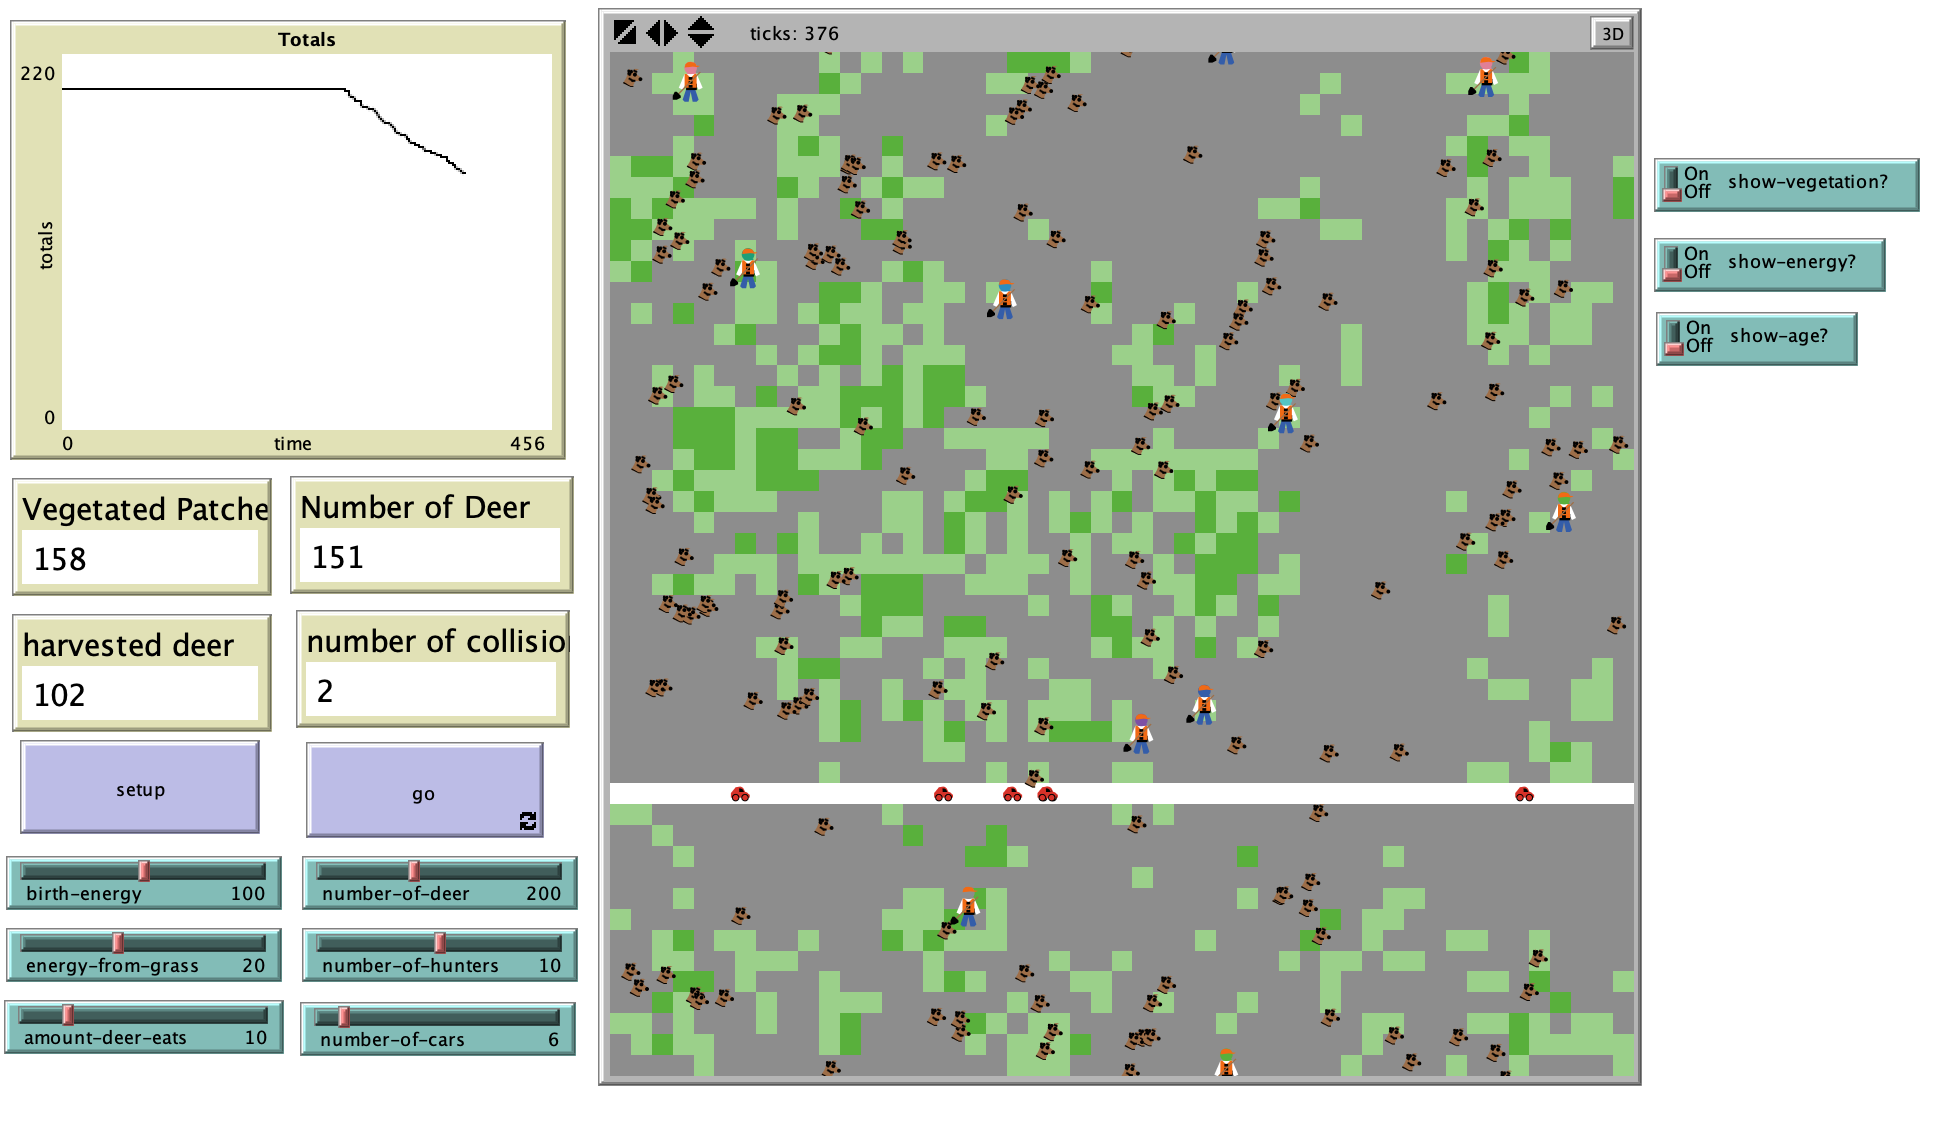 Totals
220
totals
0
0 time 456
Vegetated Patche
158
Number of Deer
151
harvested deer
102
number of collisio
2
setup
go
birth-energy 100
number-of-deer 200
energy-from-grass 20
number-of-hunters 10
amount-deer-eats 10
number-of-cars 6
ticks: 376
3D
On
Off
show-vegetation?
On
Off
show-energy?
On
Off
show-age?